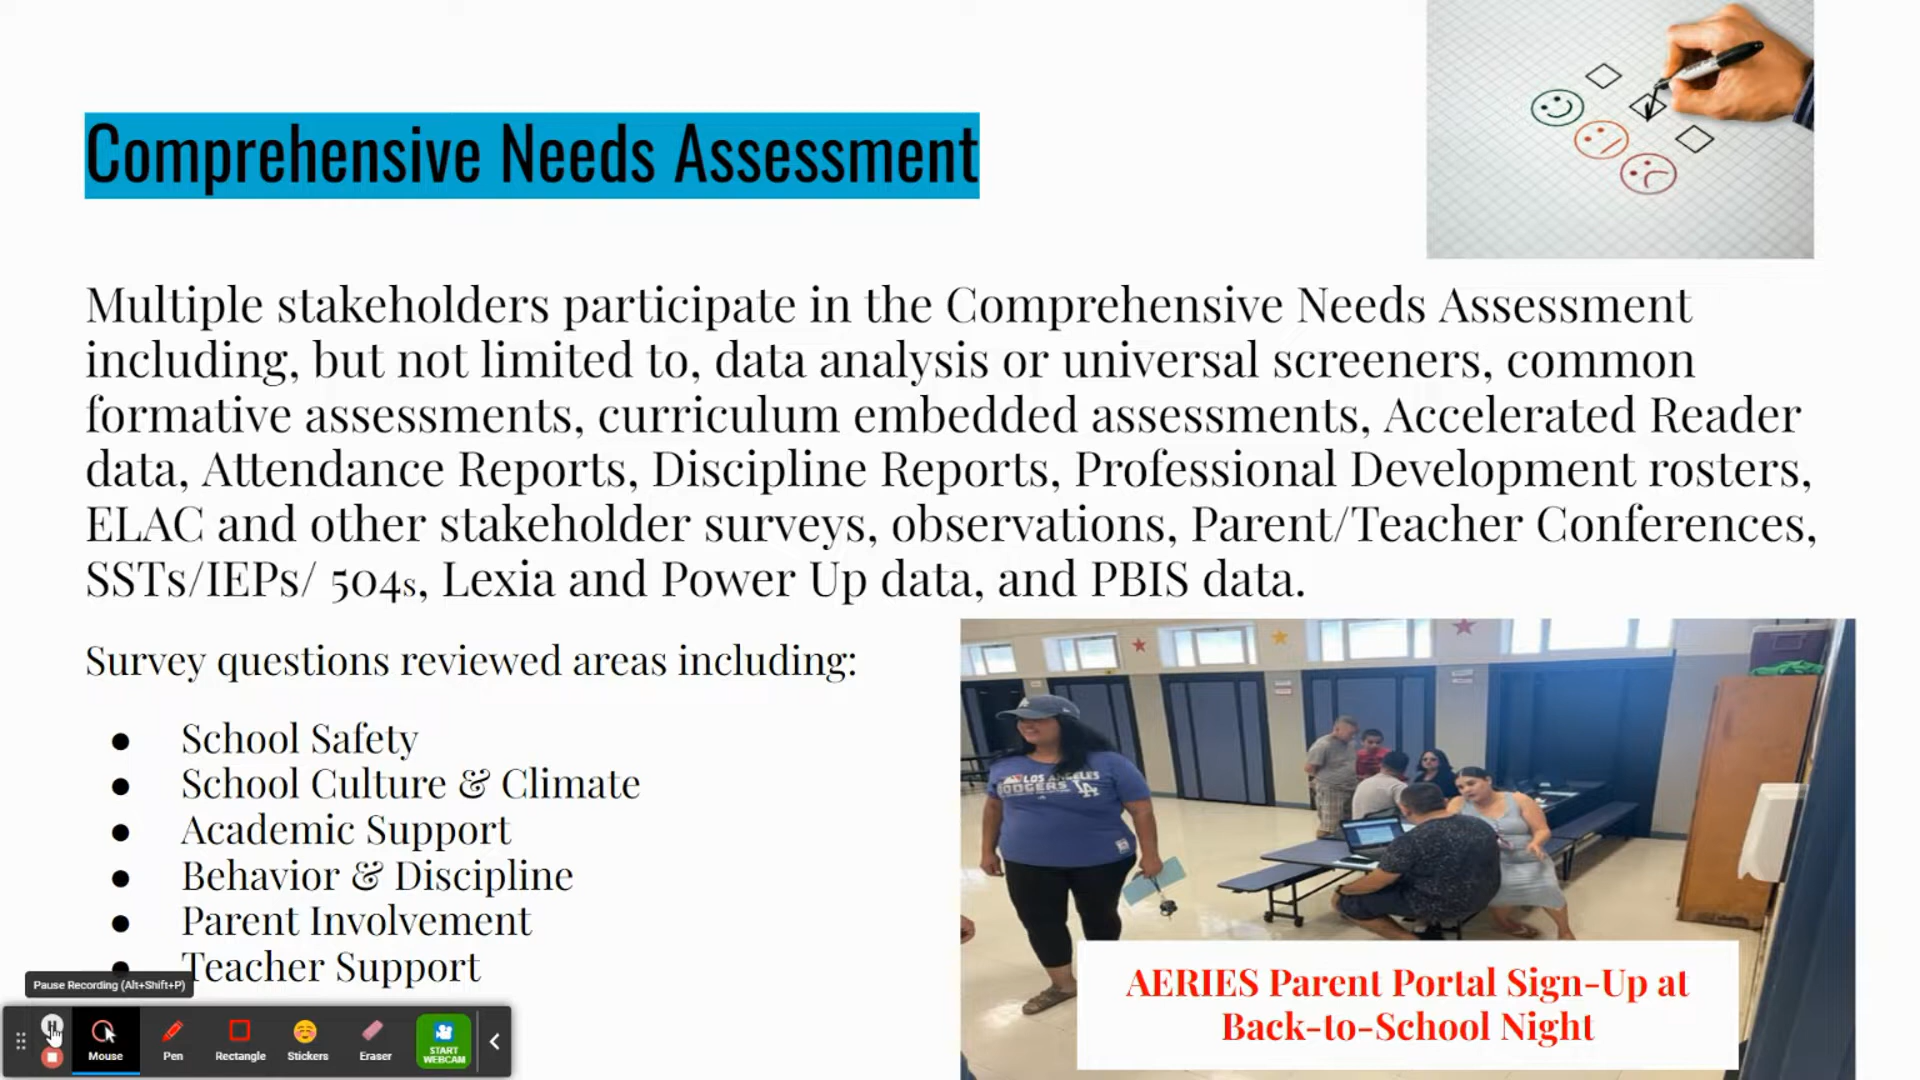 Comprehensive Needs Assessment
Multiple stakeholders participate in the Comprehensive Needs Assessment
including, but not limited to, data analysis or universal screeners, common
formative assessments, curriculum embedded assessments, Accelerated Reader
data, Attendance Reports, Discipline Reports, Professional Development rosters,
ELAC and other stakeholder surveys, observations, Parent/Teacher Conferences,
SSTs/IEPs/ 504s, Lexia and Power Up data, and PBIS data.
Survey questions reviewed areas including:
● School Safety
● School Culture & Climate
● Academic Support
● Behavior & Discipline
● Parent Involvement
● Teacher Support
LOS ANGELES
DODGERS LA
AERIES Parent Portal Sign-Up at
Back-to-School Night
Pause Recording (Alt+Shift+P)
Mouse
Pen
Rectangle
Stickers
Eraser
START
WEBCAM